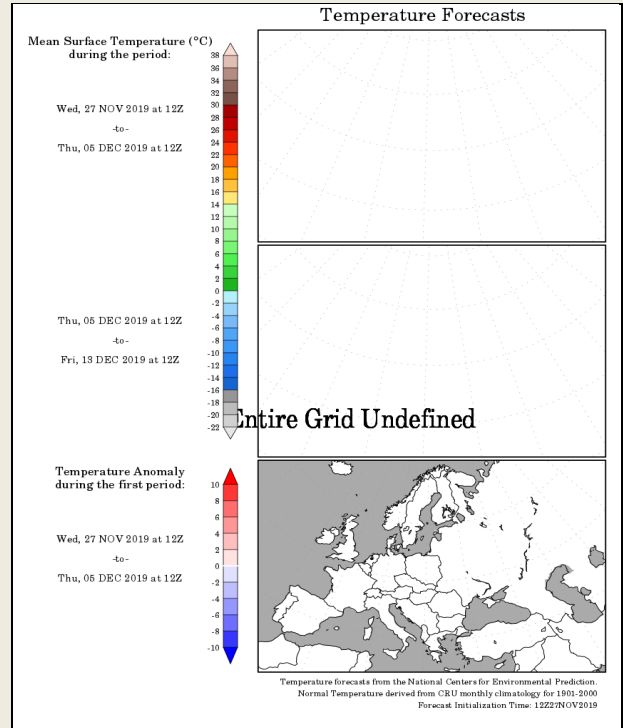 Temperature Forecasts
Mean Surface Temperature (°C)
during the period:
Wed, 27 NOV 2019 at 12Z
-to-
Thu, 05 DEC 2019 at 12Z
38
36
34
32
30
28
26
24
22
20
18
16
14
12
10
8
6
4
2
0
-2
-4
-6
-8
-10
-12
-14
-16
-18
-20
-22
Thu, 05 DEC 2019 at 12Z
-to-
Fri, 13 DEC 2019 at 12Z
Entire Grid Undefined
Temperature Anomaly
during the first period:
Wed, 27 NOV 2019 at 12Z
-to-
Thu, 05 DEC 2019 at 12Z
10
8
6
4
2
0
-2
-4
-6
-8
-10
Temperature forecasts from the National Centers for Environmental Prediction.
Normal Temperature derived from CRU monthly climatology for 1901-2000
Forecast Initialization Time: 12Z27NOV2019